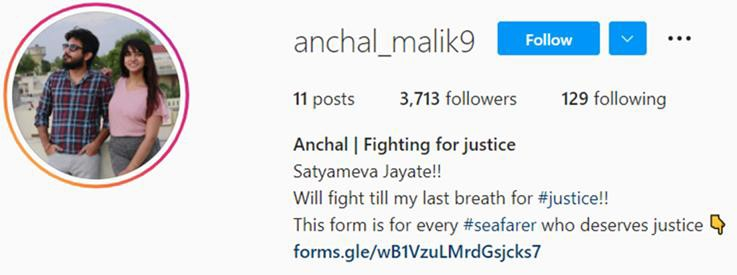 anchal_malik9 Follow
11 posts 3,713 followers 129 following
Anchal | Fighting for justice
Satyameva Jayate!!
Will fight till my last breath for #justice!!
This form is for every #seafarer who deserves justice 👇
forms.gle/wB1VzuLMrdGsjcks7